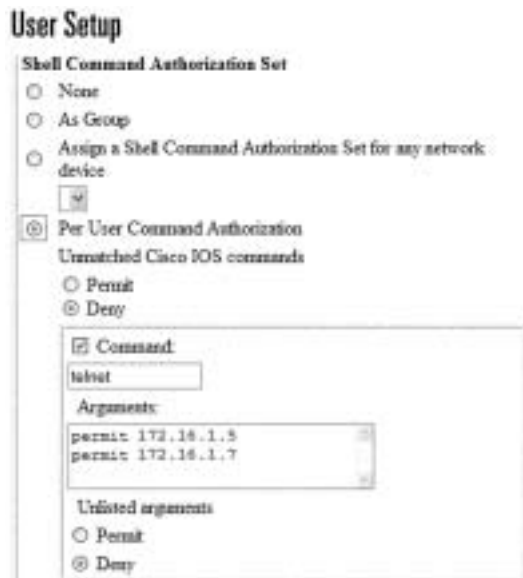 User Setup
Shell Command Authorization Set
None
As Group
Assign a Shell Command Authorization Set for any network
device
Per User Command Authorization
Unmatched Cisco IOS commands
Permit
Deny
Command:
telnet
Arguments:
permit 172.16.1.5
permit 172.16.1.7
Unlisted arguments
Permit
Deny